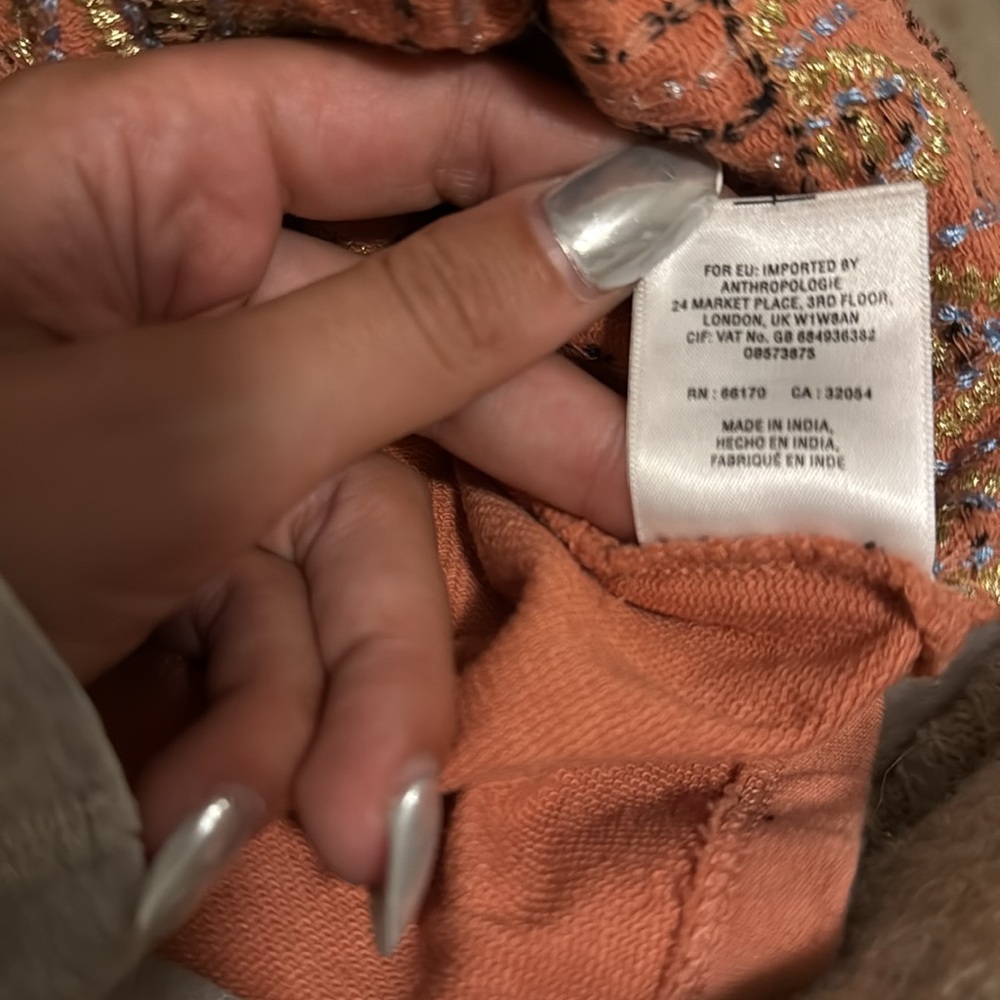 FOR EU: IMPORTED BY
ANTHROPOLOGIE
24 MARKET PLACE, 3RD FLOOR,
LONDON, UK W1W8AN
CIF: VAT No. GB 684936382
OB573875
RN : 66170 CA : 32054
MADE IN INDIA,
HECHO EN INDIA,
FABRIQUÉ EN INDE